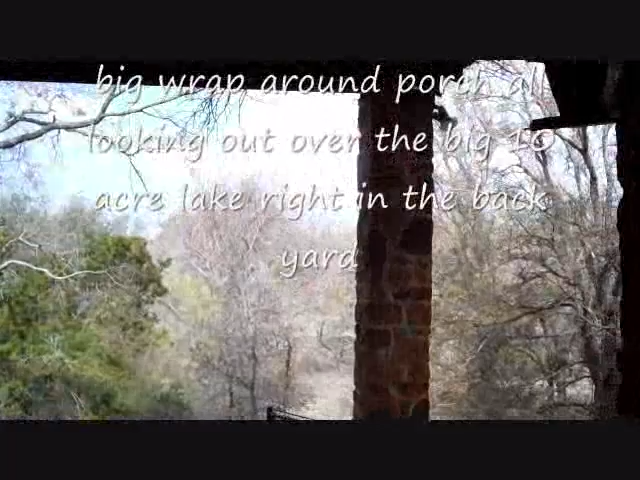 big wrap around porch all
looking out over the big 10
acre lake right in the back
yard